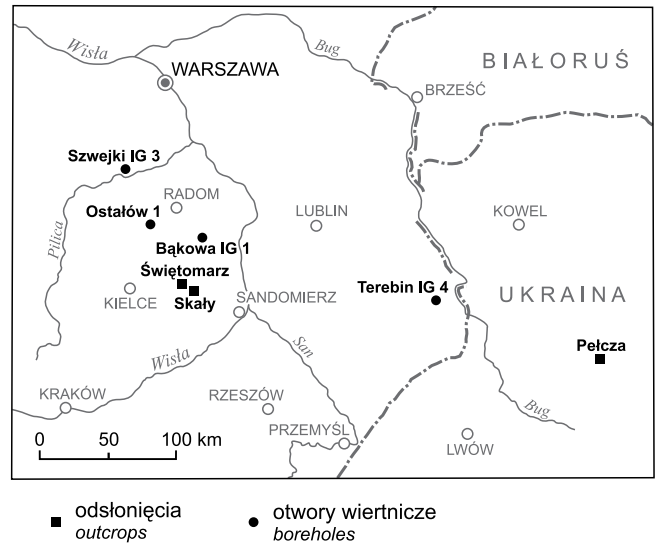 Wisła
Bug
BIAŁORUŚ
WARSZAWA
BRZEŚĆ
Szwejki IG 3
RADOM
Ostałów 1
LUBLIN
KOWEL
Pilica
Bąkowa IG 1
Świętomarz
KIELCE
Skały
SANDOMIERZ
Terebin IG 4
UKRAINA
Pełcza
Wisła
San
KRAKÓW
RZESZÓW
Bug
PRZEMYŚL
LWÓW
0 50 100 km
odsłonięcia
outcrops
otwory wiertnicze
boreholes